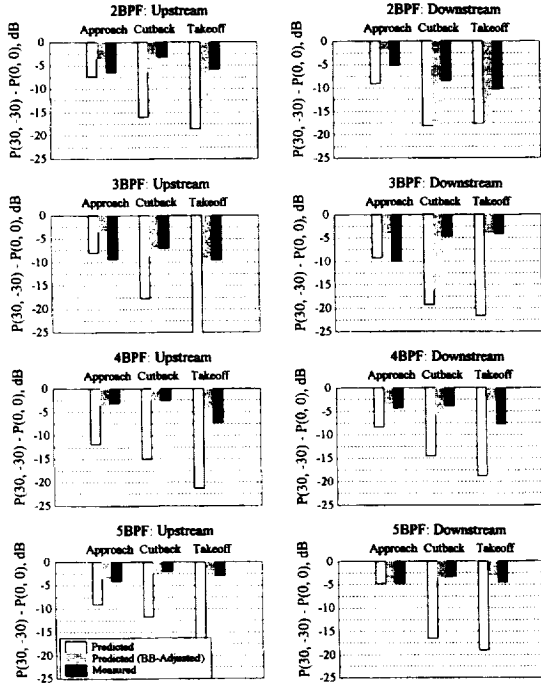 2BPF: Upstream
Approach Cutback Takeoff
P(30, -30) - P(0, 0), dB
0
-5
-10
-15
-20
-25
2BPF: Downstream
Approach Cutback Takeoff
P(30, -30) - P(0, 0), dB
0
-5
-10
-15
-20
-25
3BPF: Upstream
Approach Cutback Takeoff
P(30, -30) - P(0, 0), dB
0
-5
-10
-15
-20
-25
3BPF: Downstream
Approach Cutback Takeoff
P(30, -30) - P(0, 0), dB
0
-5
-10
-15
-20
-25
4BPF: Upstream
Approach Cutback Takeoff
P(30, -30) - P(0, 0), dB
0
-5
-10
-15
-20
-25
4BPF: Downstream
Approach Cutback Takeoff
P(30, -30) - P(0, 0), dB
0
-5
-10
-15
-20
-25
5BPF: Upstream
Approach Cutback Takeoff
P(30, -30) - P(0, 0), dB
0
-5
-10
-15
-20
-25
Predicted
Predicted (BB-Adjusted)
Measured
5BPF: Downstream
Approach Cutback Takeoff
P(30, -30) - P(0, 0), dB
0
-5
-10
-15
-20
-25